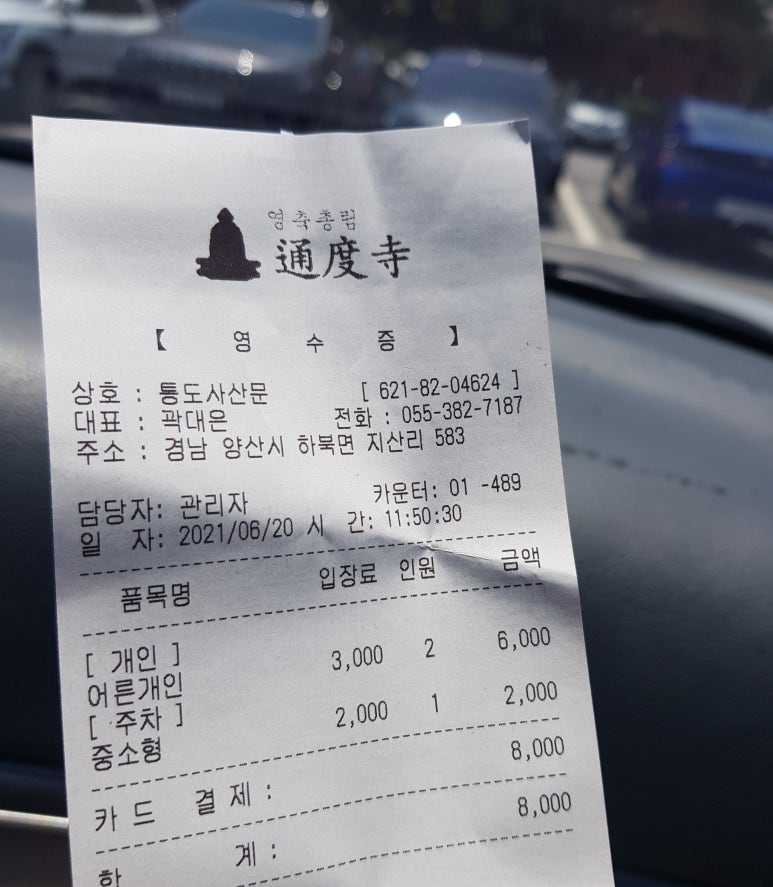 영축총림
通度寺
【 영 수 증 】
상호 : 통도사산문 [ 621-82-04624 ]
대표 : 곽대은 전화 : 055-382-7187
주소 : 경남 양산시 하북면 지산리 583
담당자: 관리자 카운터: 01 -489
일 자: 2021/06/20 시 간: 11:50:30
품목명 입장료 인원 금액
[ 개인 ] 3,000 2 6,000
어른개인
[ 주차 ] 2,000 1 2,000
중소형
카 드 결 제 : 8,000
합 계 : 8,000